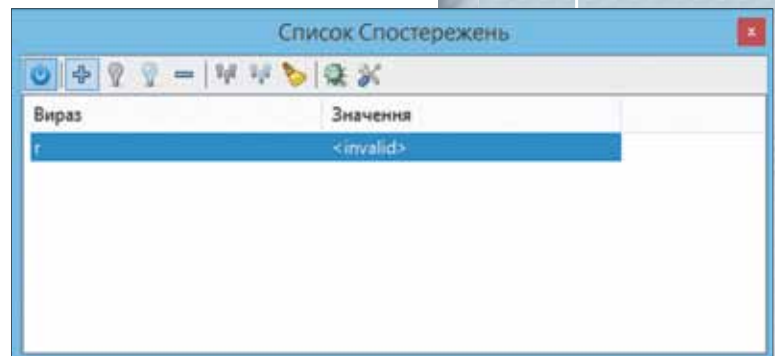 Список Спостережень
x
Вираз Значення
r <invalid>